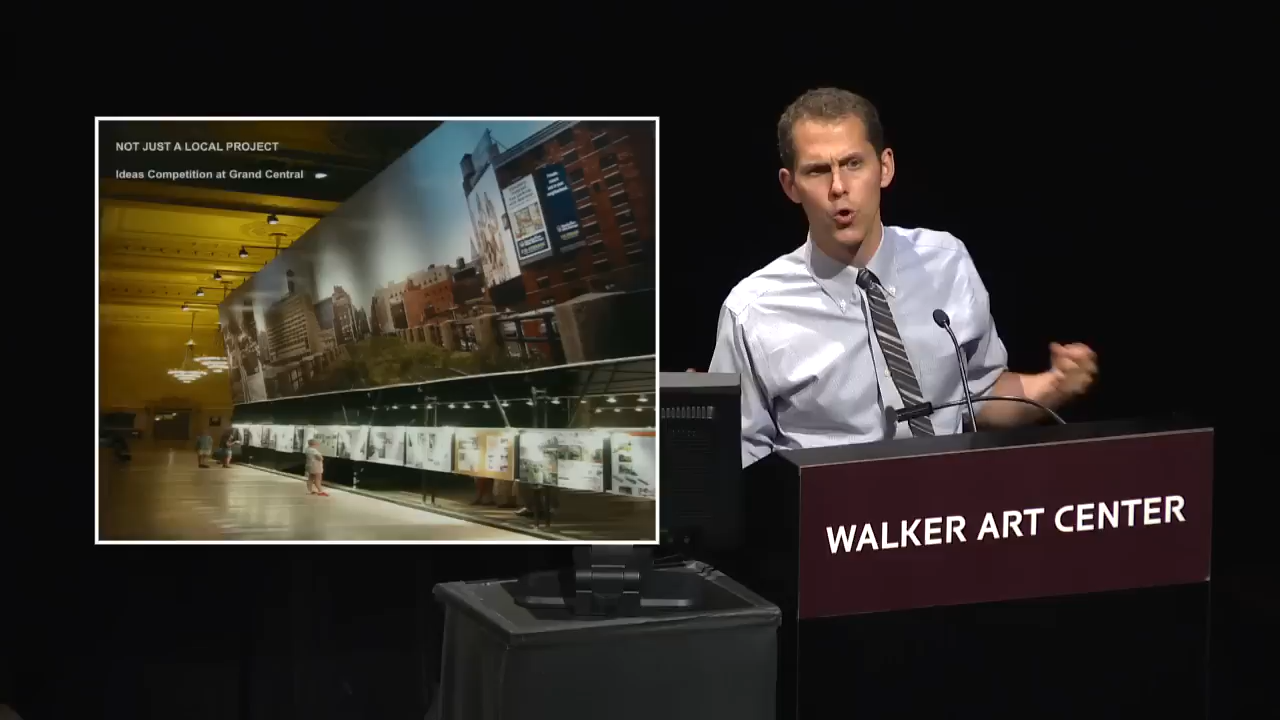 NOT JUST A LOCAL PROJECT
Ideas Competition at Grand Central
WALKER ART CENTER